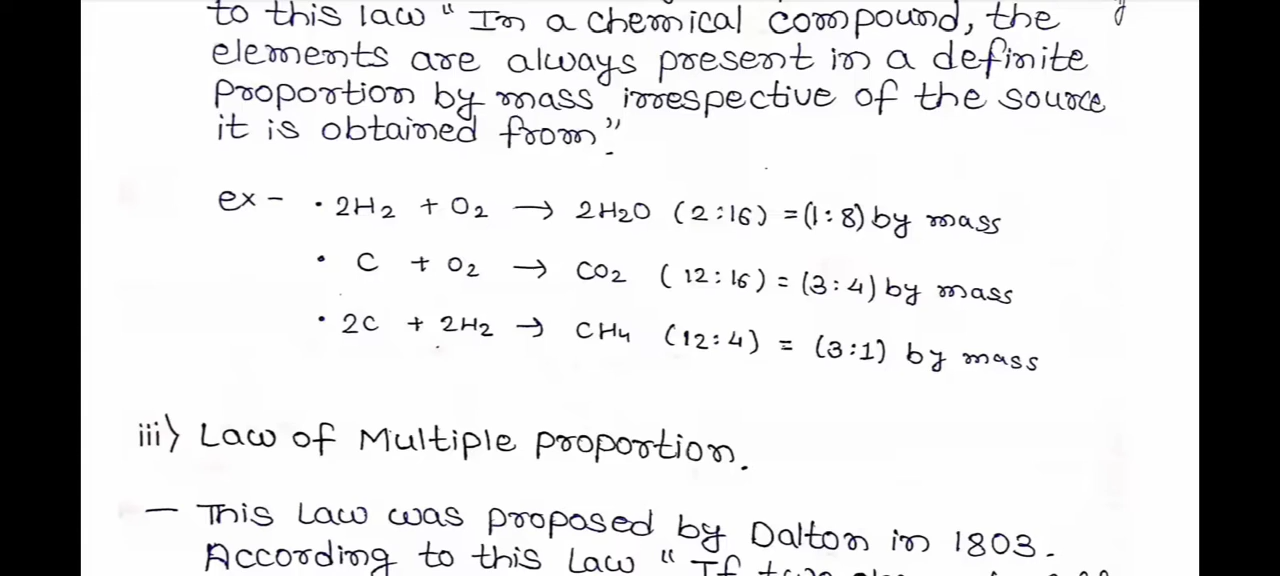 to this law “ In a chemical compound, the
elements are always present in a definite
proportion by mass irrespective of the source
it is obtained from”.
ex – • 2H₂ + O₂ → 2H₂O (2:16) = (1:8) by mass
• C + O₂ → CO₂ (12:16) = (3:4) by mass
• 2C + 2H₂ → CH₄ (12:4) = (3:1) by mass
iii) Law of Multiple proportion.
– This Law was proposed by Dalton in 1803.
According to this Law “ If two